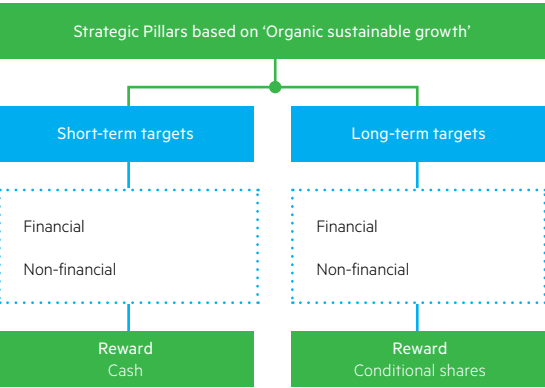 Strategic Pillars based on ‘Organic sustainable growth’
Short-term targets
Long-term targets
Financial
Non-financial
Financial
Non-financial
Reward
Cash
Reward
Conditional shares